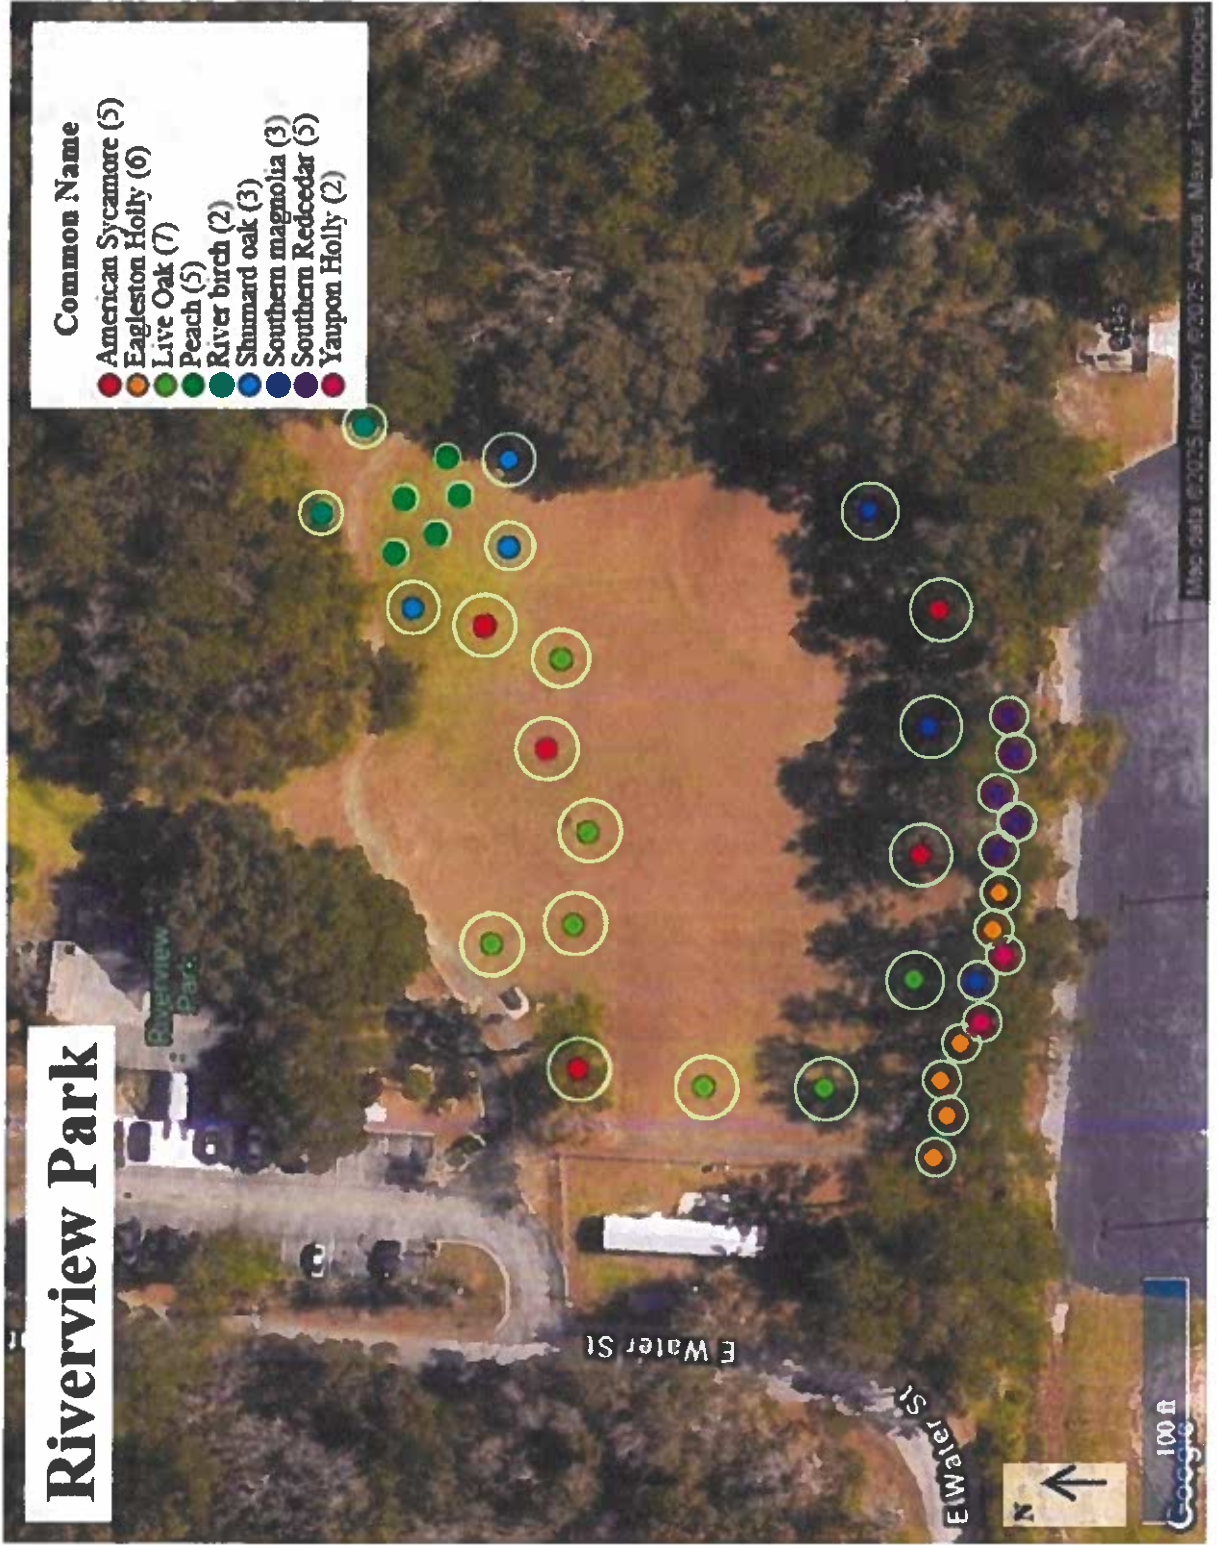 Riverview Park
Common Name
American Sycamore (5)
Eagleston Holly (6)
Live Oak (7)
Peach (5)
River birch (2)
Shumard oak (3)
Southern magnolia (3)
Southern Redcedar (5)
Yaupon Holly (2)
Riverview
Park
E Water St
E Water St
N
100 ft
Google
Map data ©2025 Imagery ©2025 Airbus, Maxar Technologies